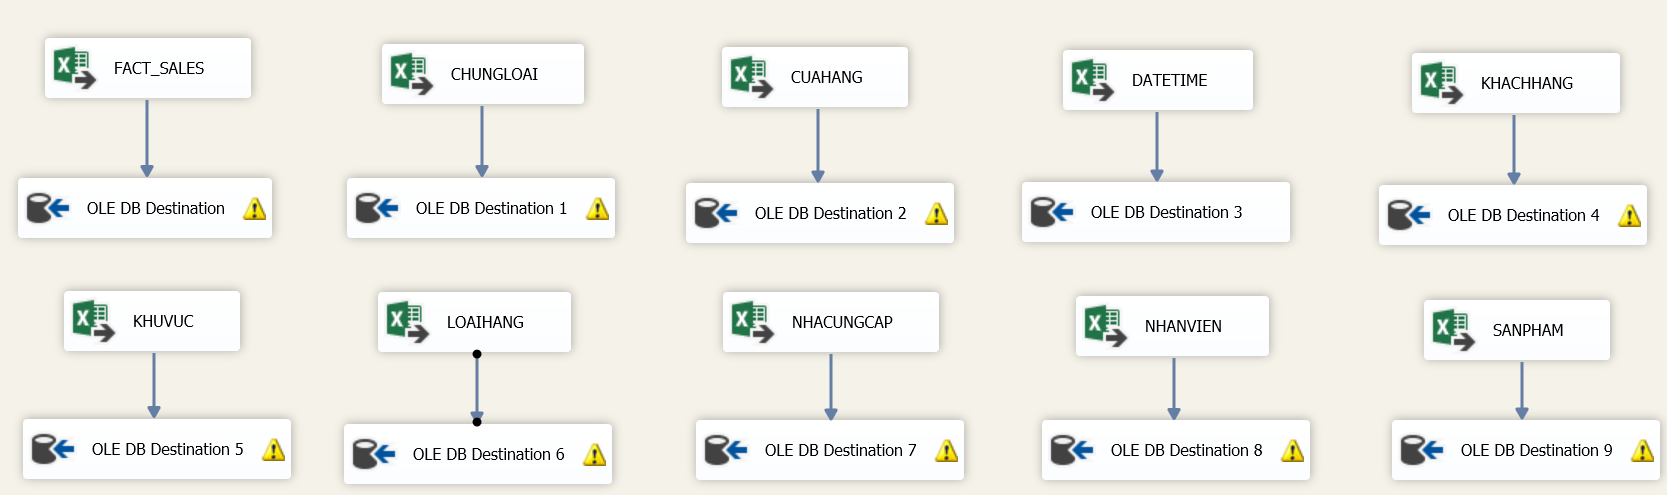 FACT_SALES
CHUNGLOAI
CUAHANG
DATETIME
KHACHHANG
OLE DB Destination
OLE DB Destination 1
OLE DB Destination 2
OLE DB Destination 3
OLE DB Destination 4
KHUVUC
LOAIHANG
NHACUNGCAP
NHANVIEN
SANPHAM
OLE DB Destination 5
OLE DB Destination 6
OLE DB Destination 7
OLE DB Destination 8
OLE DB Destination 9